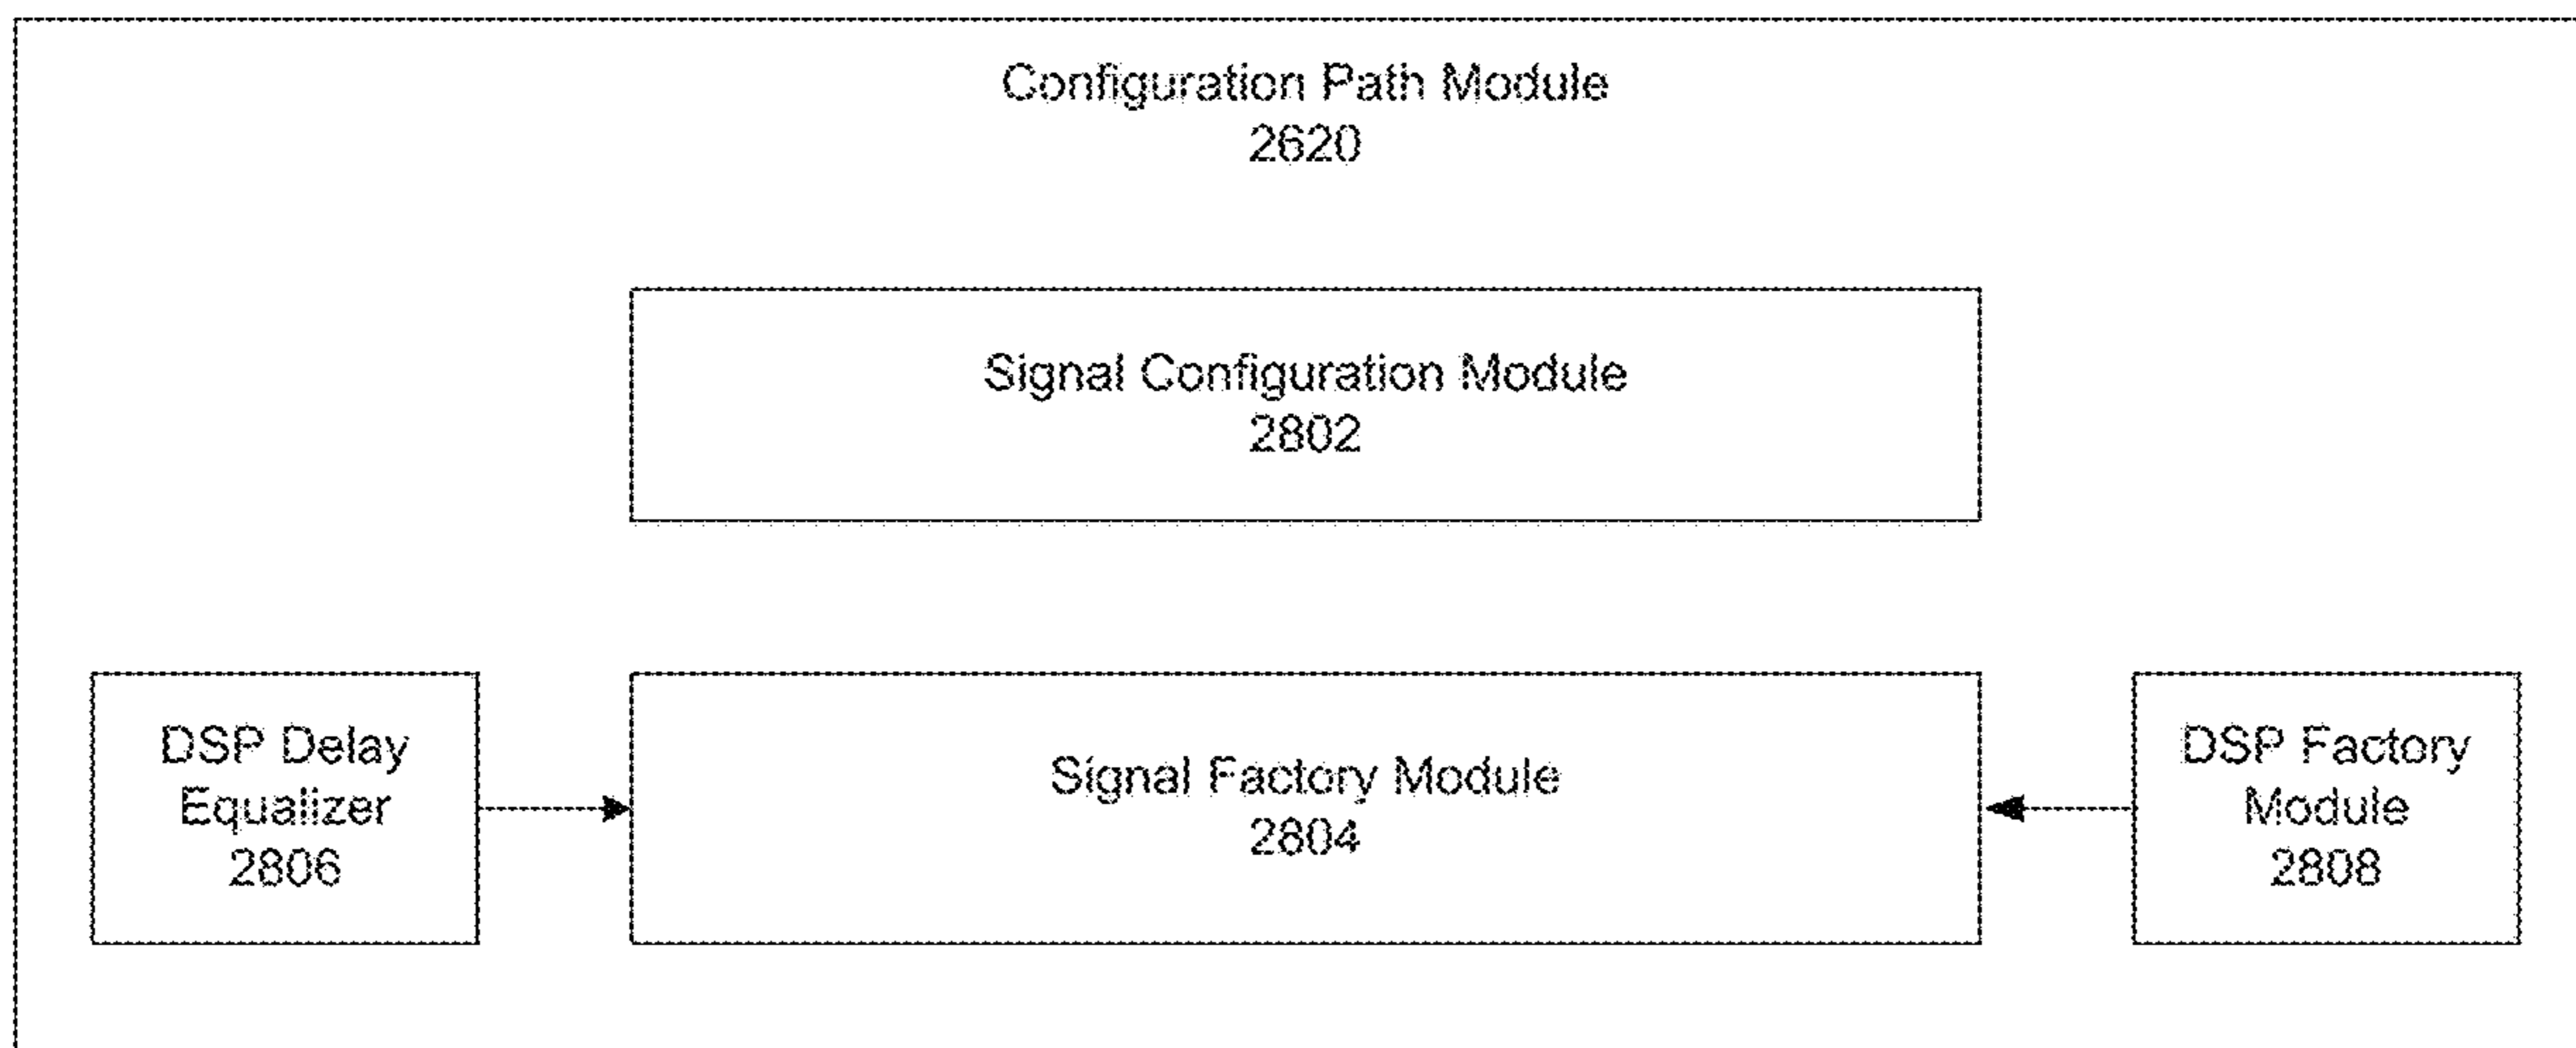 Configuration Path Module
2620
Signal Configuration Module
2802
DSP Delay
Equalizer
2806
Signal Factory Module
2804
DSP Factory
Module
2808